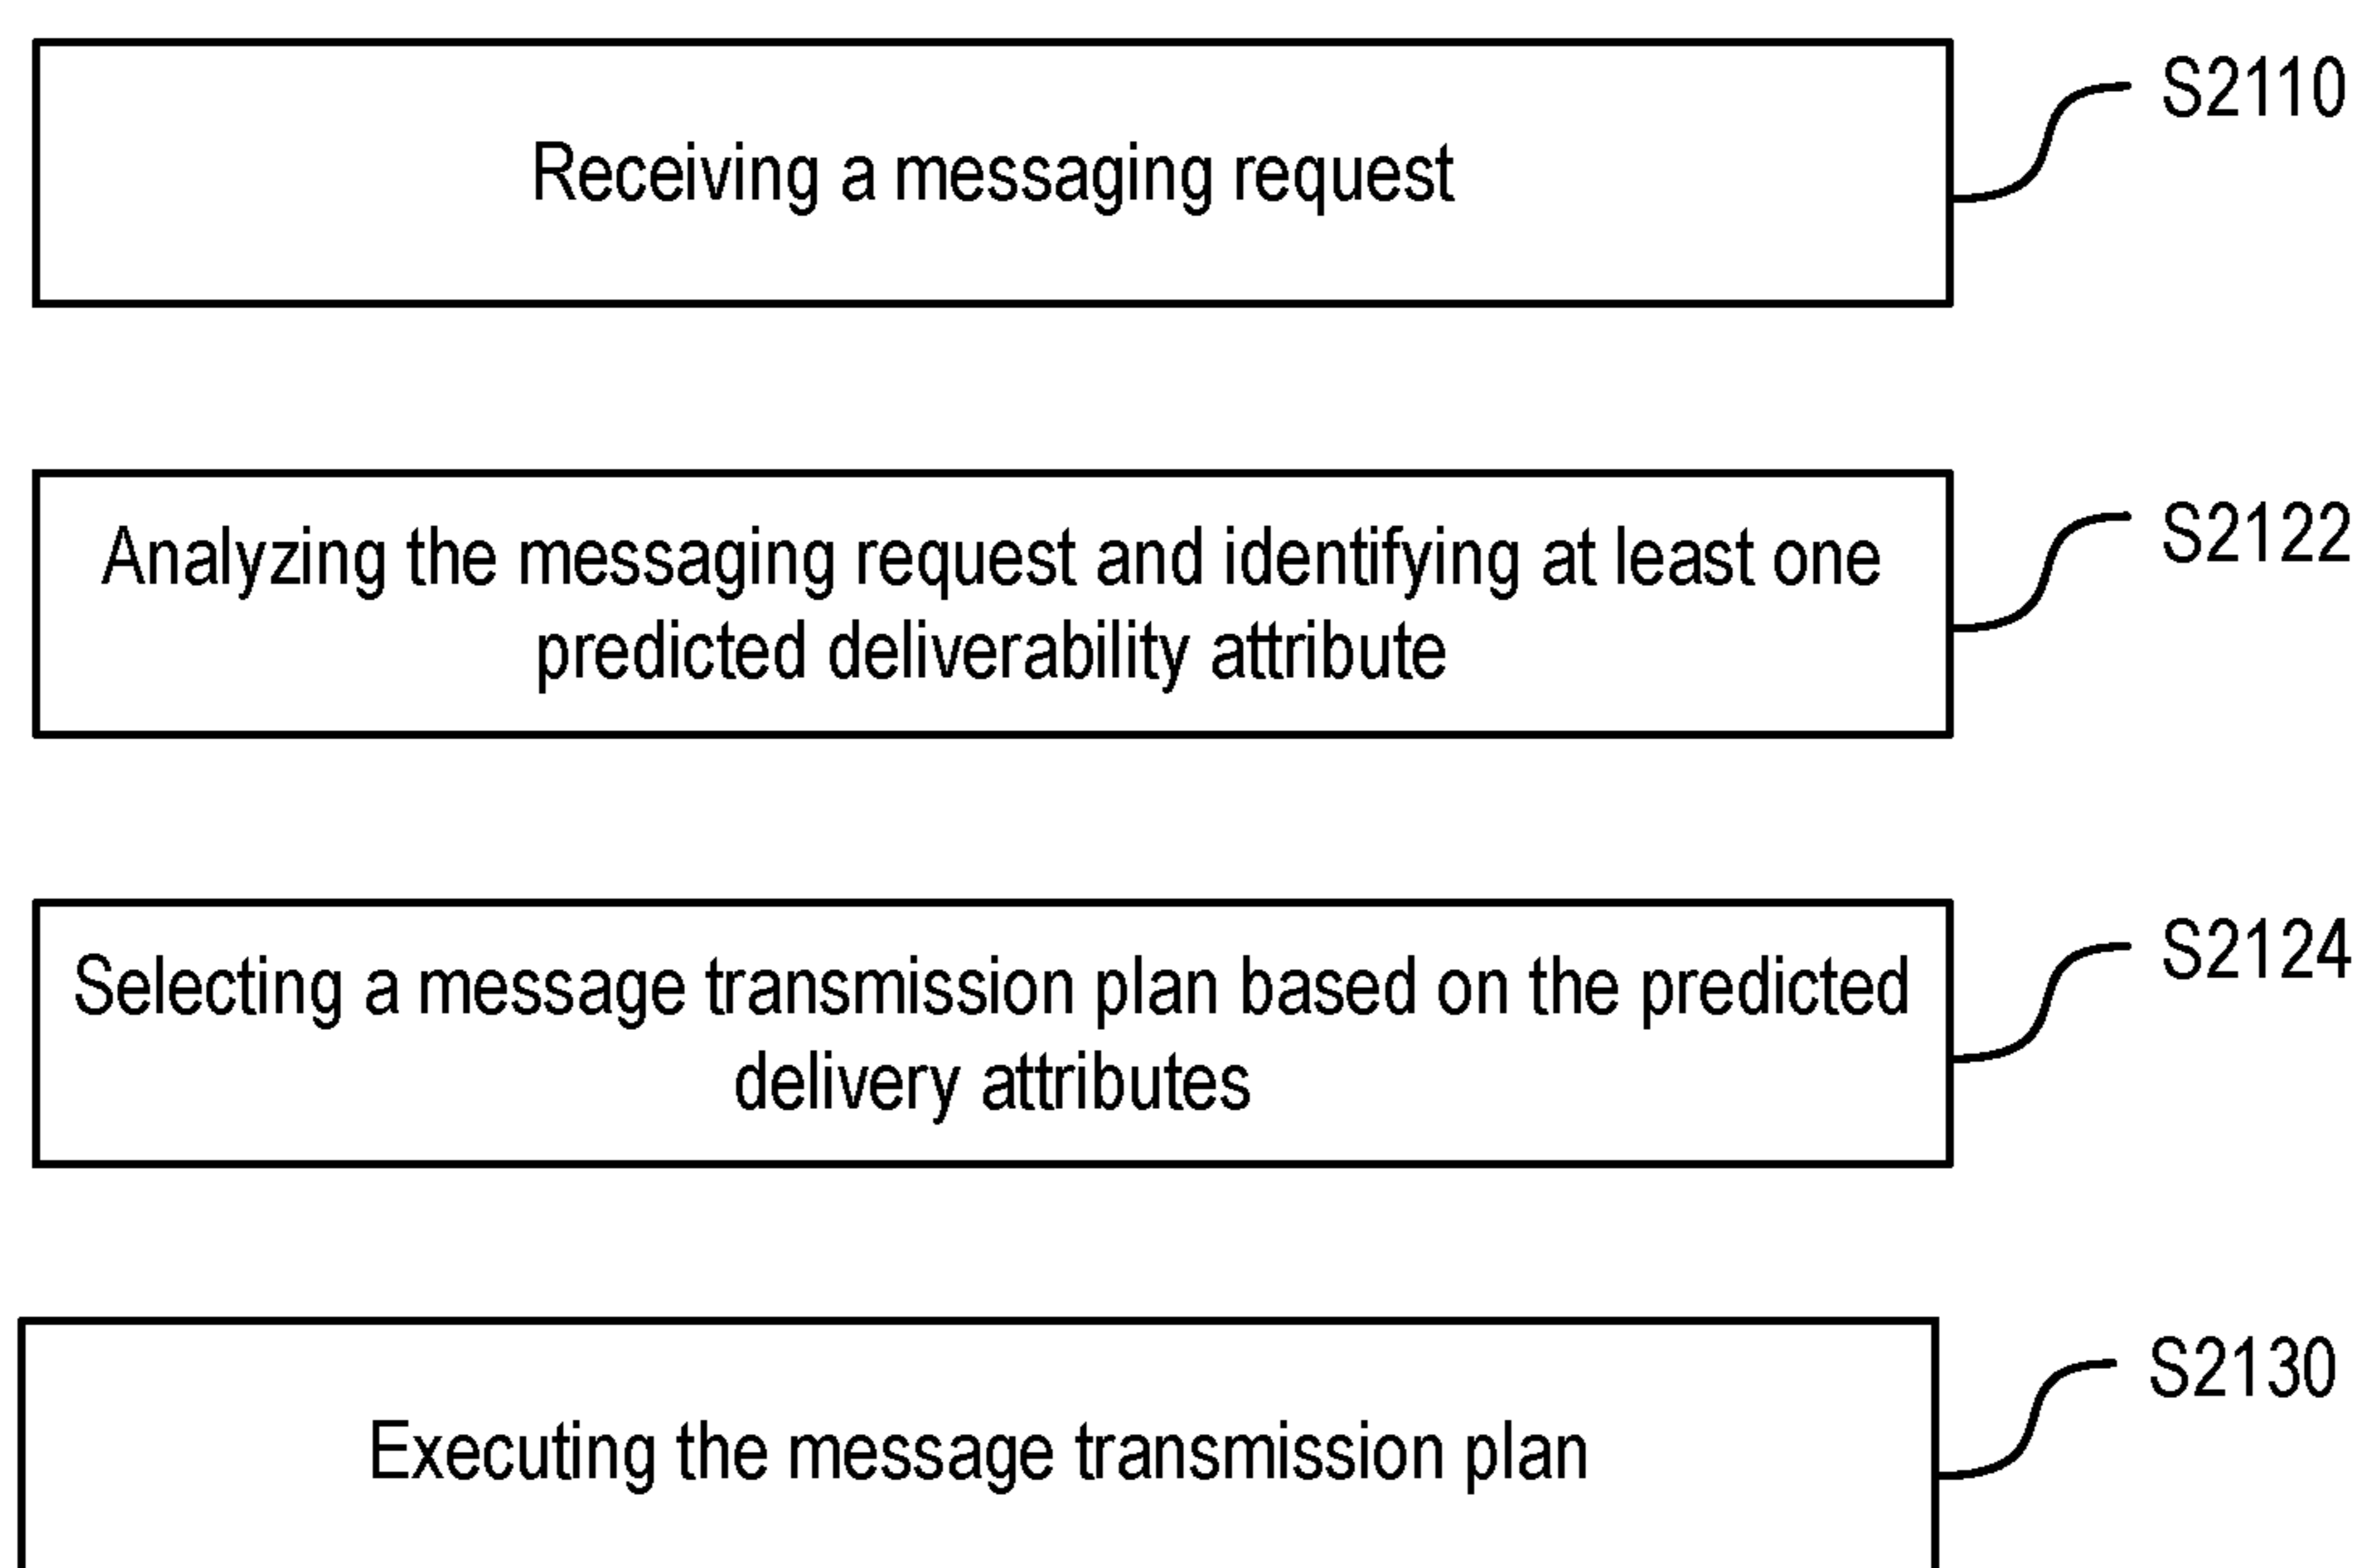 S2110
Receiving a messaging request
S2122
Analyzing the messaging request and identifying at least one
predicted deliverability attribute
S2124
Selecting a message transmission plan based on the predicted
delivery attributes
S2130
Executing the message transmission plan